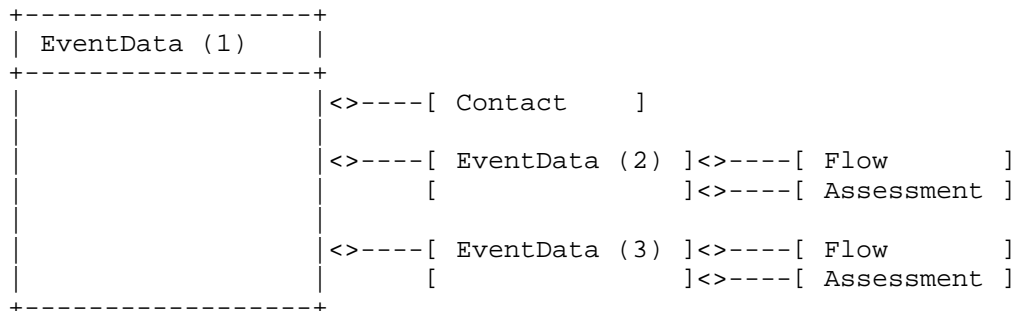 +------------------+
| EventData (1)    |
+------------------+
|                  |<>----[ Contact    ]
|                  |
|                  |<>----[ EventData (2) ]<>----[ Flow       ]
|                  |      [               ]<>----[ Assessment ]
|                  |
|                  |<>----[ EventData (3) ]<>----[ Flow       ]
|                  |      [               ]<>----[ Assessment ]
+------------------+